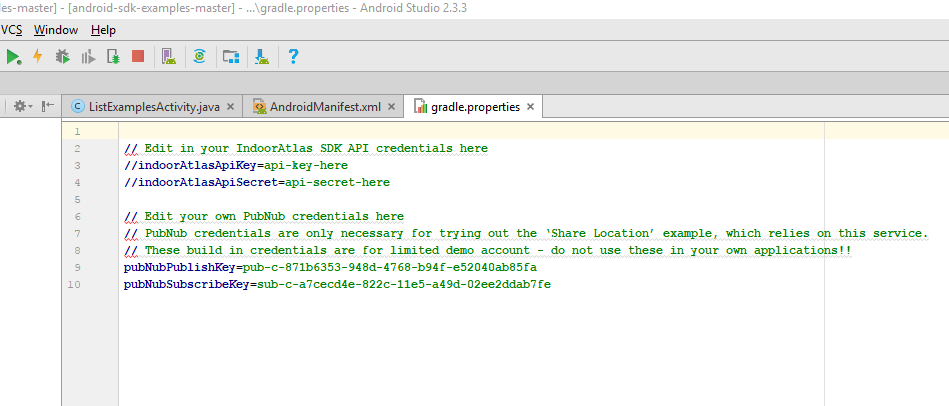 les-master] - [android-sdk-examples-master] - ...\gradle.properties - Android Studio 2.3.3
VCS Window Help
ListExamplesActivity.java AndroidManifest.xml gradle.properties
1
2 // Edit in your IndoorAtlas SDK API credentials here
3 //indoorAtlasApiKey=api-key-here
4 //indoorAtlasApiSecret=api-secret-here
5
6 // Edit your own PubNub credentials here
7 // PubNub credentials are only necessary for trying out the ‘Share Location’ example, which relies on this service.
8 // These build in credentials are for limited demo account - do not use these in your own applications!!
9 pubNubPublishKey=pub-c-871b6353-948d-4768-b94f-e52040ab85fa
10 pubNubSubscribeKey=sub-c-a7cecd4e-822c-11e5-a49d-02ee2ddab7fe